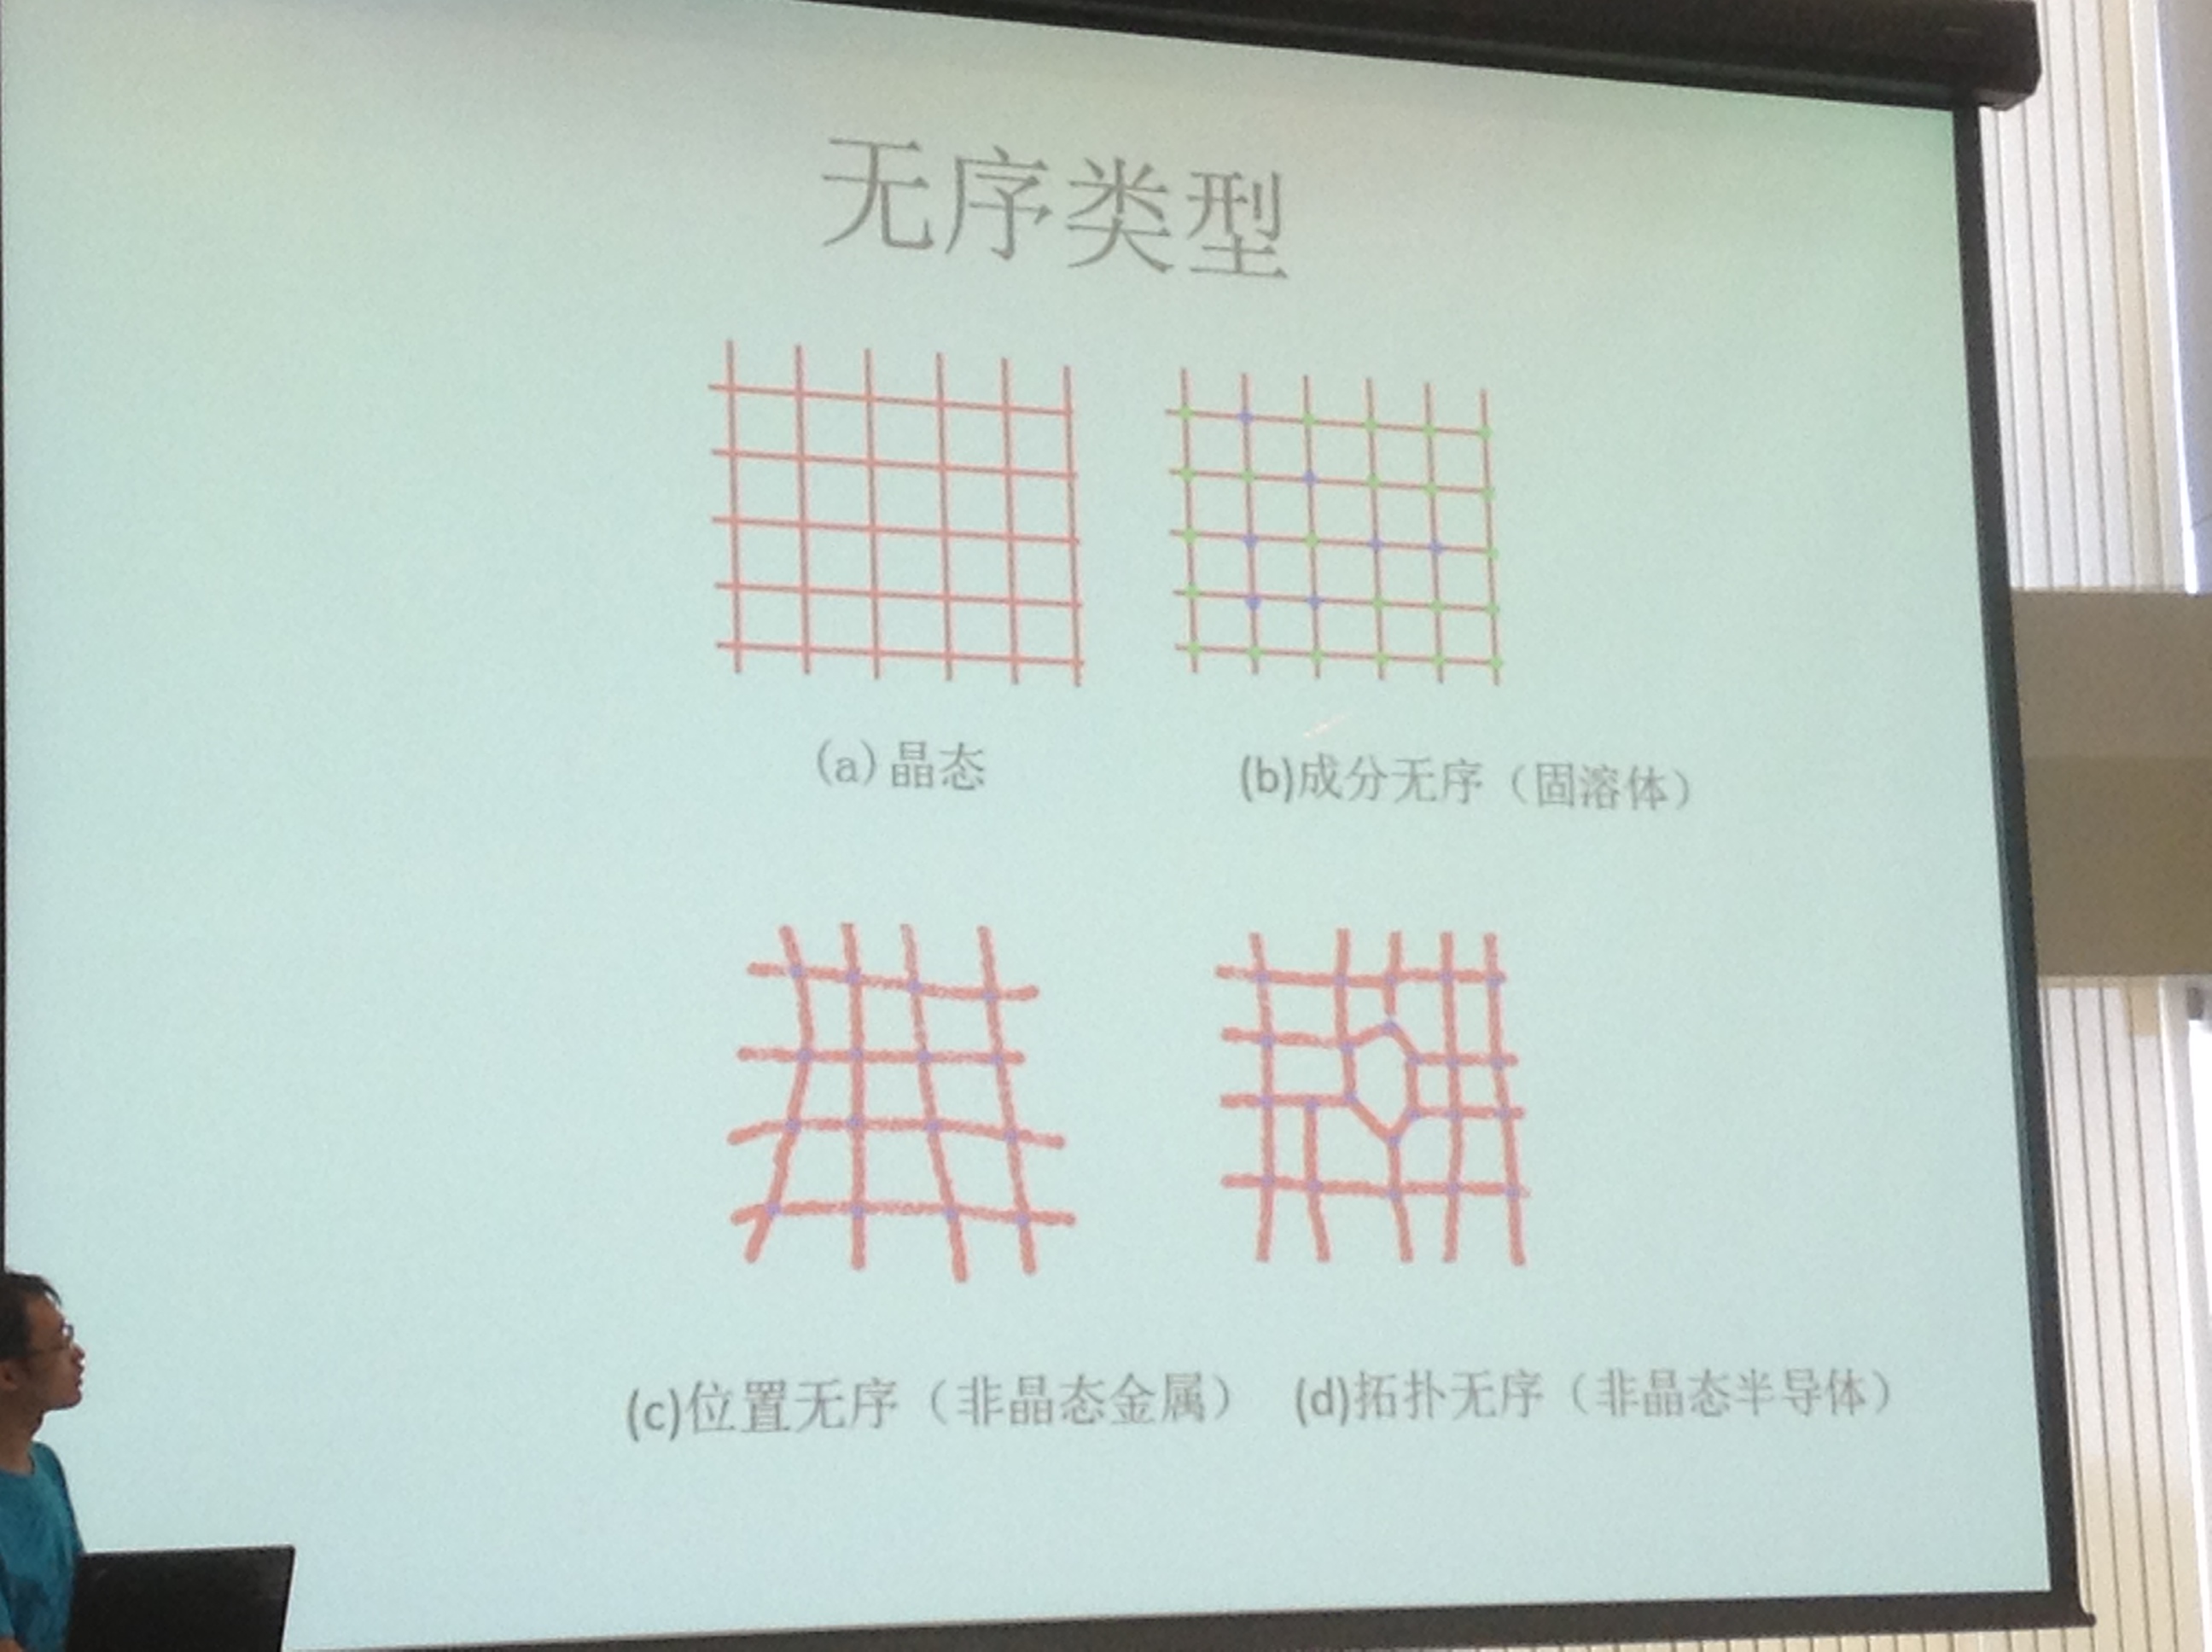 无序类型
(a)晶态
(b)成分无序（固溶体）
(c)位置无序（非晶态金属）
(d)拓扑无序（非晶态半导体）